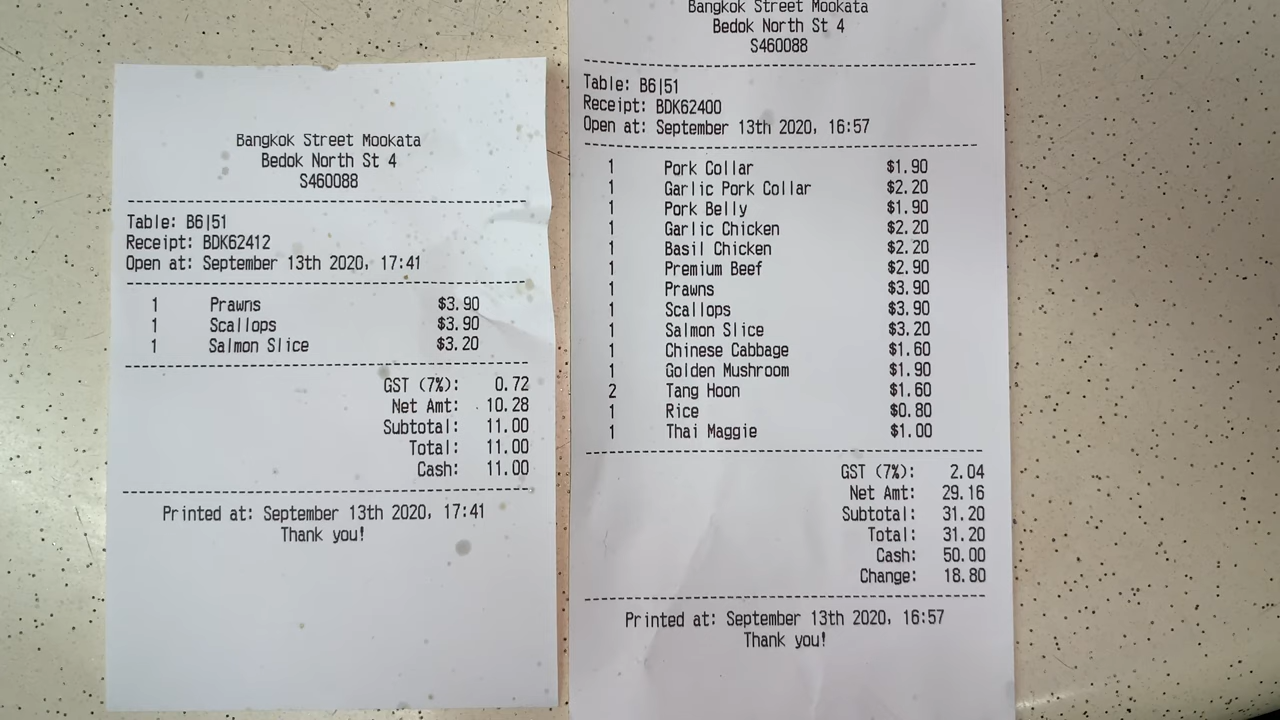 Bangkok Street Mookata
Bedok North St 4
S460088
Table: B6|51
Receipt: BDK62412
Open at: September 13th 2020, 17:41
1 Prawns $3.90
1 Scallops $3.90
1 Salmon Slice $3.20
GST (7%): 0.72
Net Amt: 10.28
Subtotal: 11.00
Total: 11.00
Cash: 11.00
Printed at: September 13th 2020, 17:41
Thank you!
Bangkok Street Mookata
Bedok North St 4
S460088
Table: B6|51
Receipt: BDK62400
Open at: September 13th 2020, 16:57
1 Pork Collar $1.90
1 Garlic Pork Collar $2.20
1 Pork Belly $1.90
1 Garlic Chicken $2.20
1 Basil Chicken $2.20
1 Premium Beef $2.90
1 Prawns $3.90
1 Scallops $3.90
1 Salmon Slice $3.20
1 Chinese Cabbage $1.60
1 Golden Mushroom $1.90
2 Tang Hoon $1.60
1 Rice $0.80
1 Thai Maggie $1.00
GST (7%): 2.04
Net Amt: 29.16
Subtotal: 31.20
Total: 31.20
Cash: 50.00
Change: 18.80
Printed at: September 13th 2020, 16:57
Thank you!